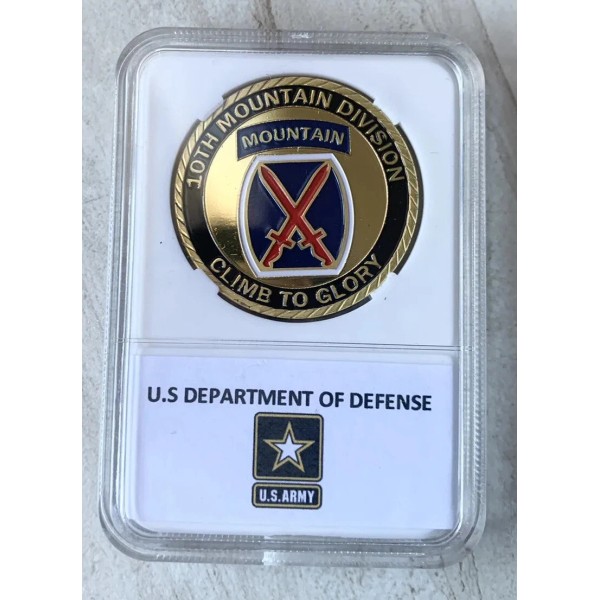 10TH MOUNTAIN DIVISION
MOUNTAIN
CLIMB TO GLORY
U.S DEPARTMENT OF DEFENSE
U.S.ARMY